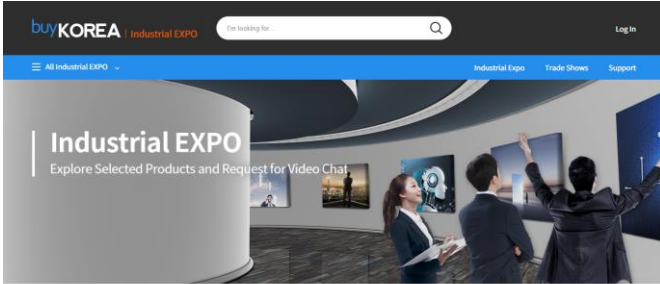 buyKOREA | Industrial EXPO
I'm looking for...
Log In
All Industrial EXPO
Industrial Expo Trade Shows Support
Industrial EXPO
Explore Selected Products and Request for Video Chat.